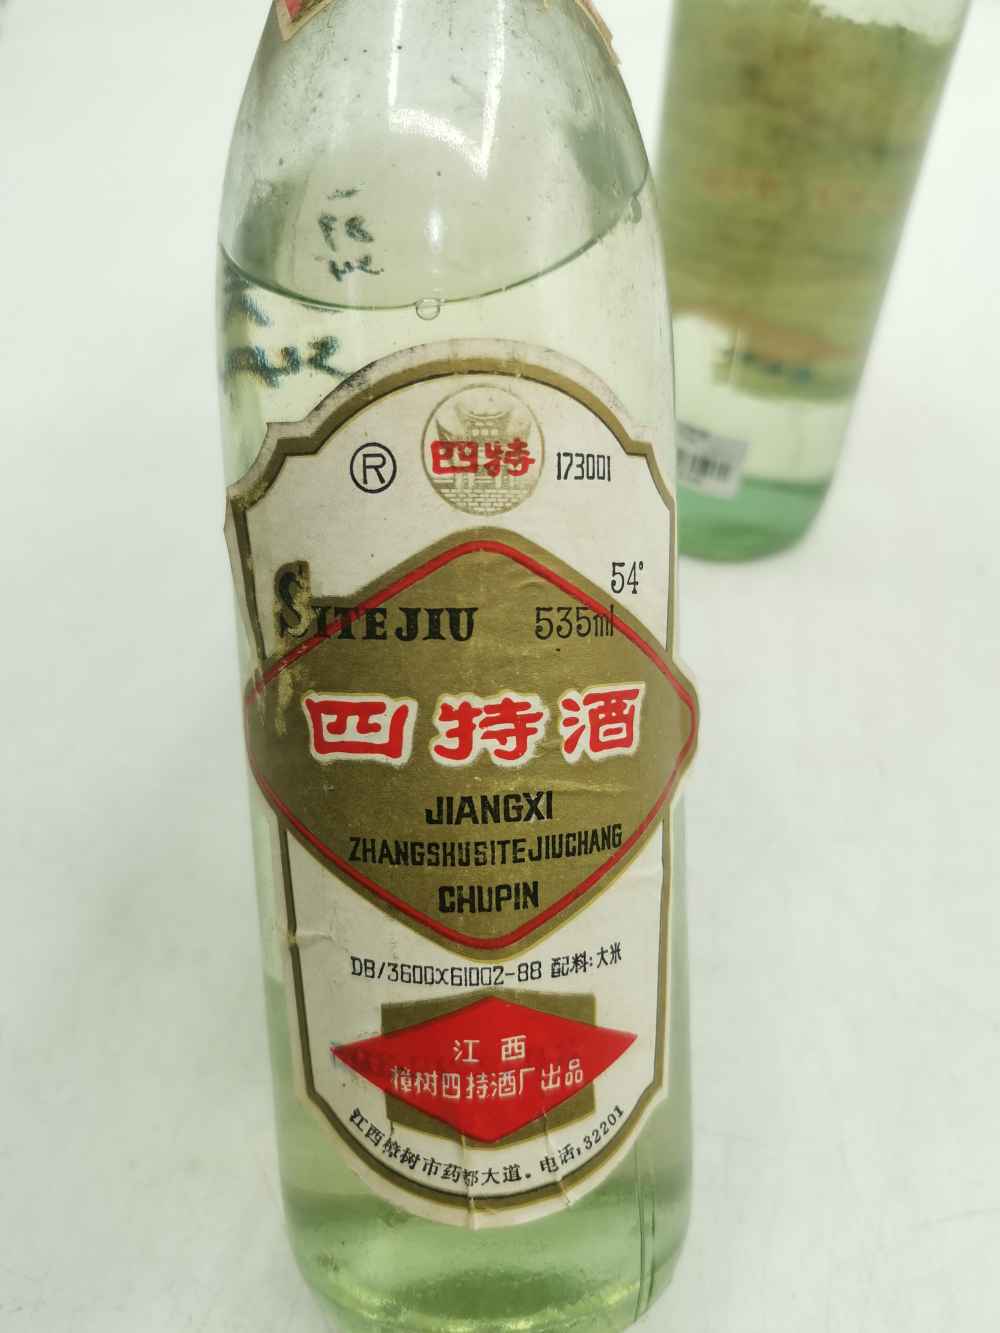 ®
四特
173001
54°
SITE JIU
535ml
四特酒
JIANGXI
ZHANGSHUSITEJIUCHANG
CHUPIN
DB/3600X61002-88 配料:大米
江西
樟树四特酒厂出品
江西樟树市药都大道。电话:32201